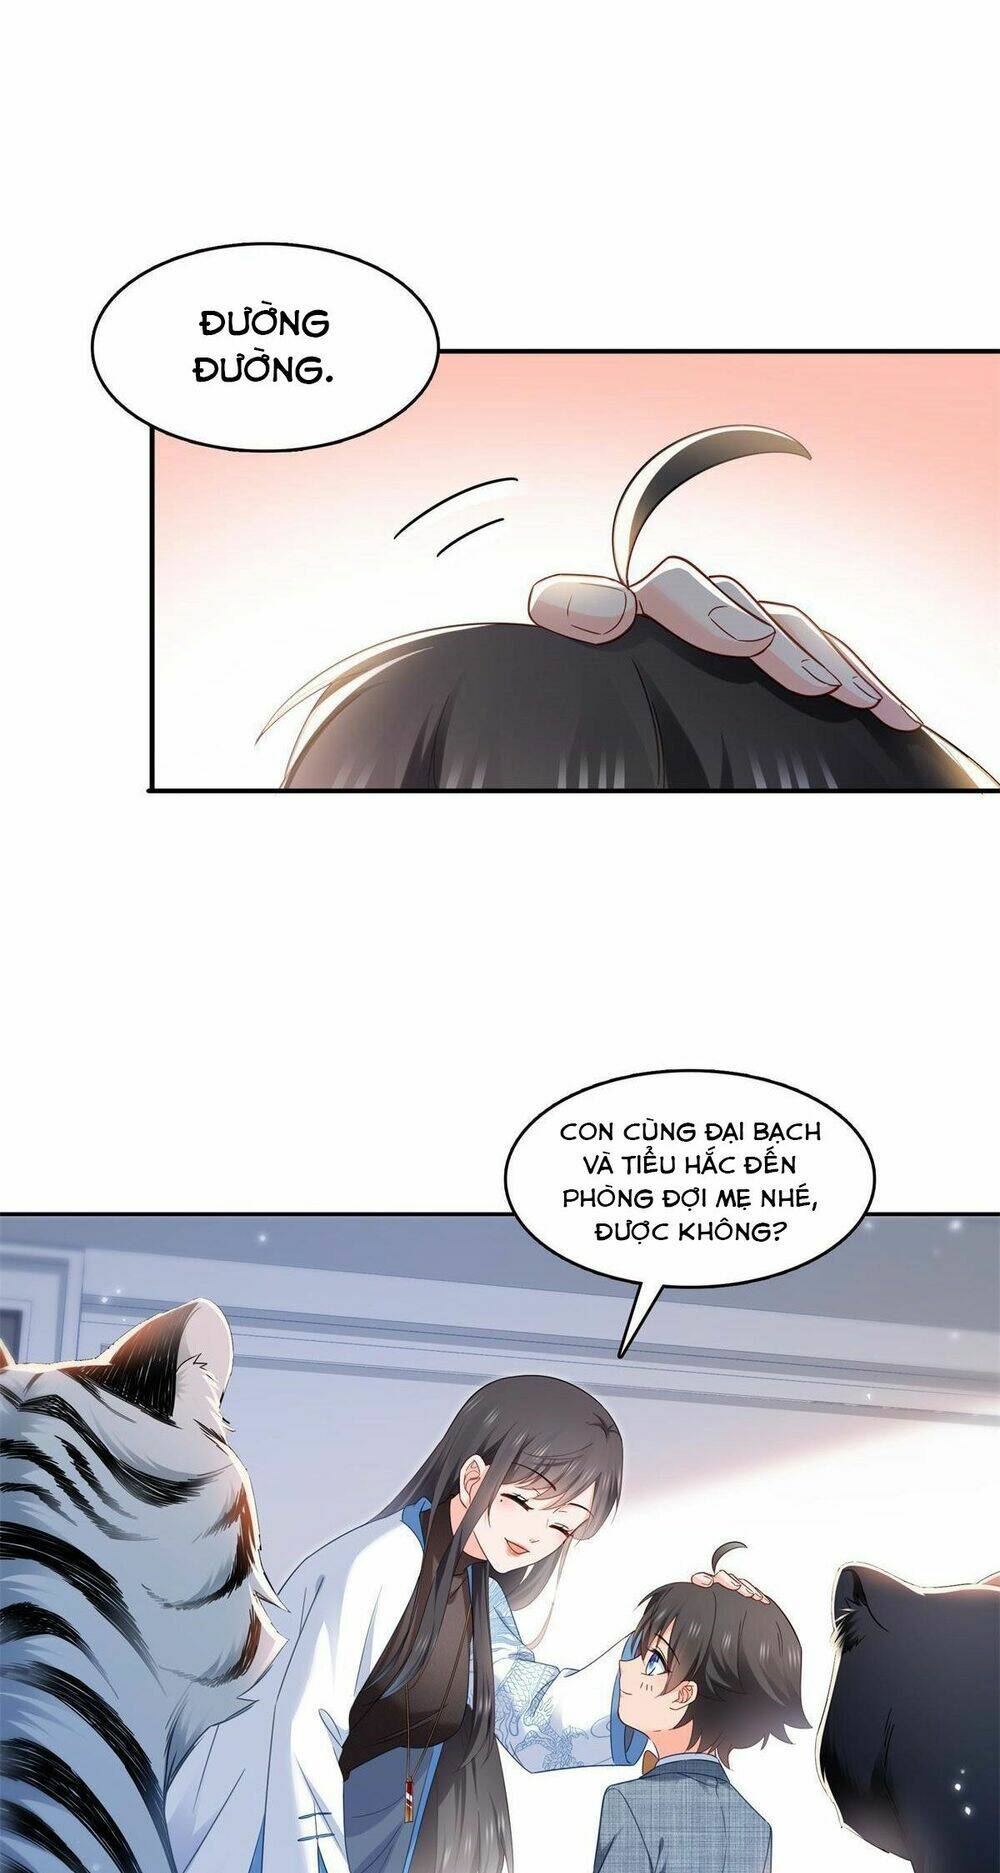 ĐƯỜNG
ĐƯỜNG.
CON CÙNG ĐẠI BẠCH
VÀ TIỂU HẮC ĐẾN
PHÒNG ĐỢI MẸ NHÉ,
ĐƯỢC KHÔNG?